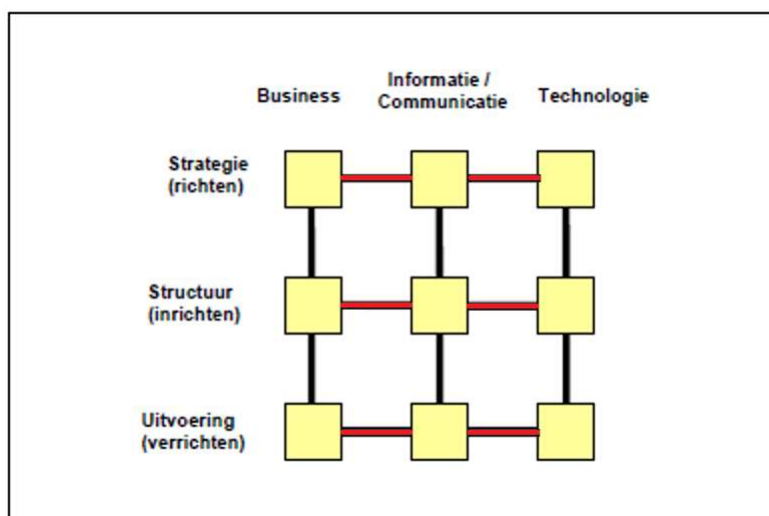 Business
Informatie /
Communicatie
Technologie
Strategie
(richten)
Structuur
(inrichten)
Uitvoering
(verrichten)